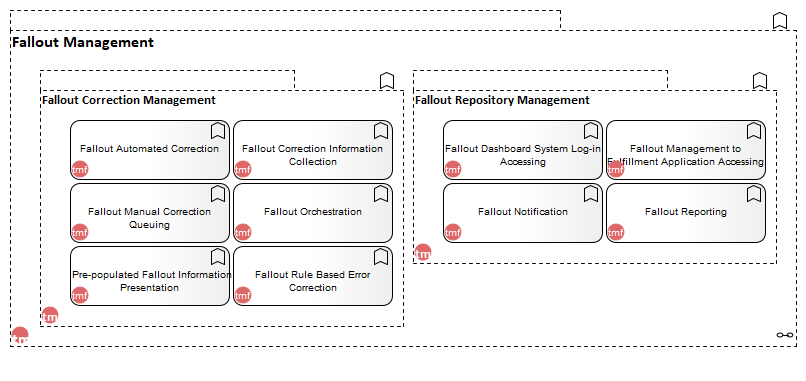 Fallout Management
Fallout Correction Management
Fallout Automated Correction
tmf
Fallout Correction Information
Collection
tmf
Fallout Manual Correction
Queuing
tmf
Fallout Orchestration
tmf
Pre-populated Fallout Information
Presentation
tmf
Fallout Rule Based Error
Correction
tmf
tm
Fallout Repository Management
Fallout Dashboard System Log-in
Accessing
tmf
Fallout Management to
Fulfillment Application Accessing
tmf
Fallout Notification
tmf
Fallout Reporting
tmf
tm
tm